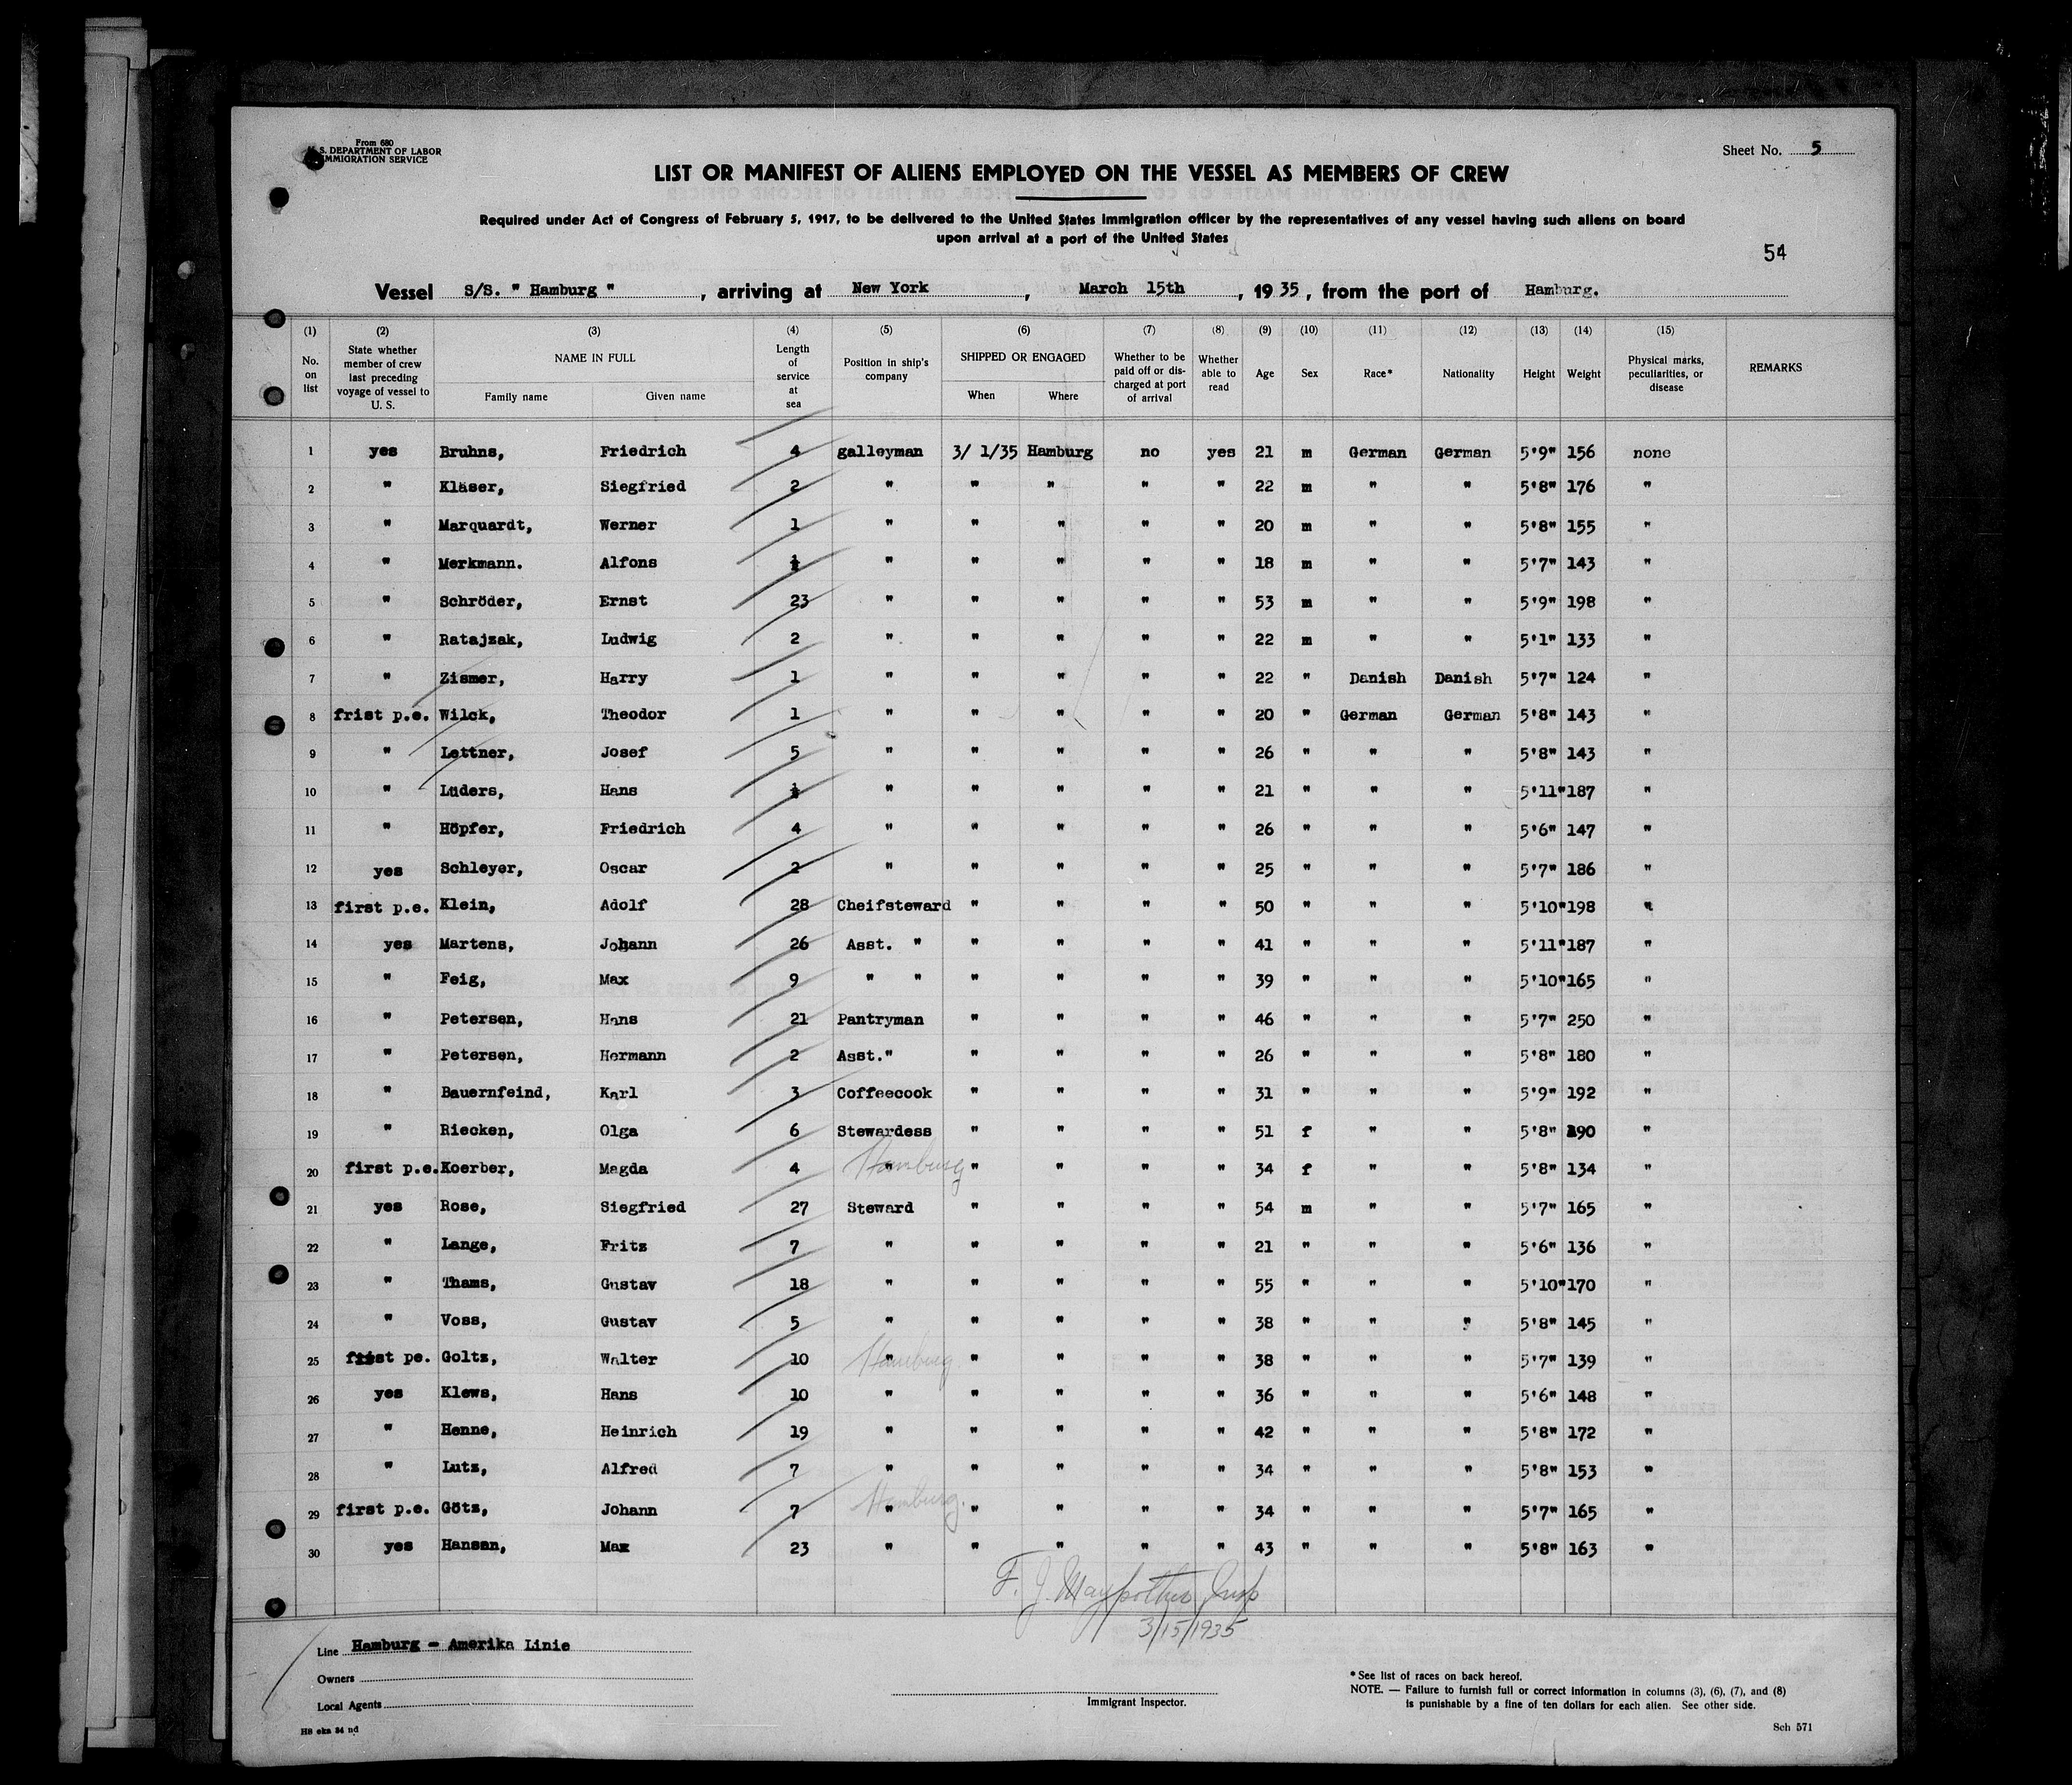 From 680
U. S. DEPARTMENT OF LABOR
IMMIGRATION SERVICE
Sheet No. 5
LIST OR MANIFEST OF ALIENS EMPLOYED ON THE VESSEL AS MEMBERS OF CREW
Required under Act of Congress of February 5, 1917, to be delivered to the United States immigration officer by the representatives of any vessel having such aliens on board
upon arrival at a port of the United States
54
Vessel S/S. " Hamburg " , arriving at New York , March 15th , 1935 , from the port of Hamburg.
(1) (2) (3) (4) (5) (6) (7) (8) (9) (10) (11) (12) (13) (14) (15)
No. on list State whether member of crew last preceding voyage of vessel to U. S. NAME IN FULL Family name Given name Length of service at sea Position in ship's company SHIPPED OR ENGAGED When Where Whether to be paid off or discharged at port of arrival Whether able to read Age Sex Race* Nationality Height Weight Physical marks, peculiarities, or disease REMARKS
1 yes Bruhns, Friedrich 4 galleyman 3/ 1/35 Hamburg no yes 21 m German German 5'9" 156 none
2 " Kläser, Siegfried 2 " " " " " 22 m " " 5'8" 176 "
3 " Marquardt, Werner 1 " " " " " 20 m " " 5'8" 155 "
4 " Merkmann. Alfons " " " " " 18 m " " 5'7" 143 "
5 " Schröder, Ernst 23 " " " " " 53 m " " 5'9" 198 "
6 " Ratajzak, Ludwig 2 " " " " " 22 m " " 5'1" 133 "
7 " Zismer, Harry 1 " " " " " 22 " Danish Danish 5'7" 124 "
8 frist p.e. Wilck, Theodor 1 " " " " " 20 " German German 5'8" 143 "
9 " Lettner, Josef 5 " " " " " 26 " " " 5'8" 143 "
10 " Lüders, Hans " " " " " 21 " " " 5'11" 187 "
11 " Höpfer, Friedrich 4 " " " " " 26 " " " 5'6" 147 "
12 yes Schleyer, Oscar 2 " " " " " 25 " " " 5'7" 186 "
13 first p.e. Klein, Adolf 28 Cheifsteward " " " " 50 " " " 5'10" 198 "
14 yes Martens, Johann 26 Asst. " " " " " 41 " " " 5'11" 187 "
15 " Feig, Max 9 " " " " " " 39 " " " 5'10" 165 "
16 " Petersen, Hans 21 Pantryman " " " " 46 " " " 5'7" 250 "
17 " Petersen, Hermann 2 Asst." " " " " 26 " " " 5'8" 180 "
18 " Bauernfeind, Karl 3 Coffeecook " " " " 31 " " " 5'9" 192 "
19 " Riecken, Olga 6 Stewardess " " " " 51 f " " 5'8" 190 "
20 first p.e. Koerber, Magda 4 " Hamburg " " " " 34 f " " 5'8" 134 "
21 yes Rose, Siegfried 27 Steward " " " " 54 m " " 5'7" 165 "
22 " Lange, Fritz 7 " " " " " 21 " " " 5'6" 136 "
23 " Thams, Gustav 18 " " " " " 55 " " " 5'10" 170 "
24 " Voss, Gustav 5 " " " " " 38 " " " 5'8" 145 "
25 first pe. Goltz, Walter 10 " Hamburg " " " " 38 " " " 5'7" 139 "
26 yes Klews, Hans 10 " " " " " 36 " " " 5'6" 148 "
27 " Henne, Heinrich 19 " " " " " 42 " " " 5'8" 172 "
28 " Lutz, Alfred 7 " " " " " 34 " " " 5'8" 153 "
29 first p.e. Götz, Johann 7 " Hamburg. " " " " 34 " " " 5'7" 165 "
30 yes Hansan, Max 23 " " " " " 43 " " " 5'8" 163 "
F. J. Insp
3/15/1935
Line Hamburg - Amerika Linie
Owners
Local Agents
Immigrant Inspector.
* See list of races on back hereof.
NOTE. — Failure to furnish full or correct information in columns (3), (6), (7), and (8)
is punishable by a fine of ten dollars for each alien. See other side.
HB eka 34 nd
Sch 571